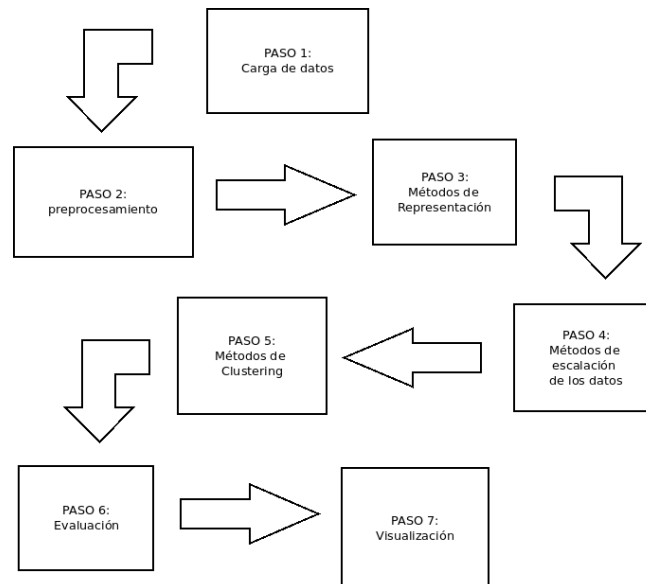 PASO 1:
Carga de datos
PASO 2:
preprocesamiento
PASO 3:
Métodos de
Representación
PASO 4:
Métodos de
escalación
de los datos
PASO 5:
Métodos de
Clustering
PASO 6:
Evaluación
PASO 7:
Visualización